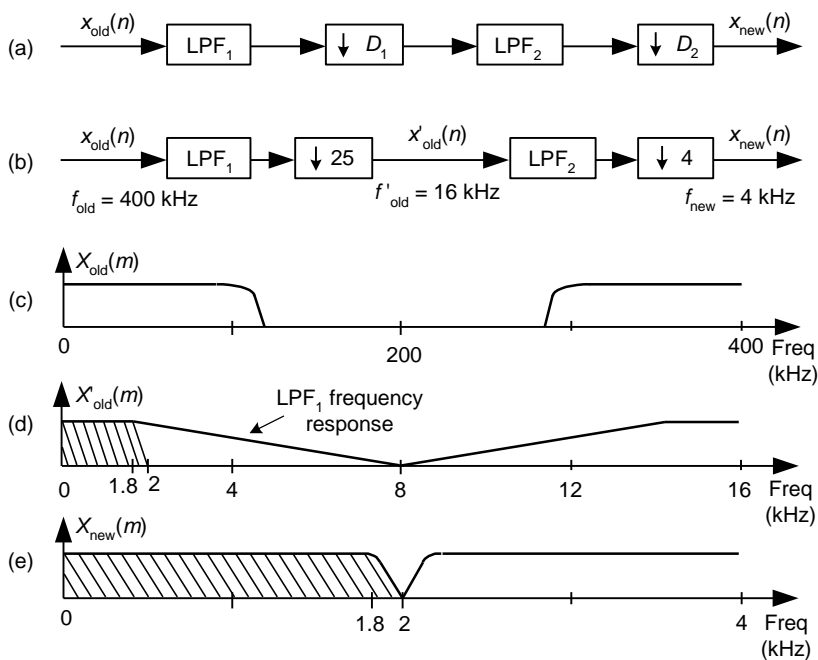 (a) x_old(n) LPF_1 ↓ D_1 LPF_2 ↓ D_2 x_new(n)
(b) x_old(n) LPF_1 ↓ 25 x'_old(n) LPF_2 ↓ 4 x_new(n)
f_old = 400 kHz f'_old = 16 kHz f_new = 4 kHz
(c) X_old(m)
0 200 400 Freq
(kHz)
(d) X'_old(m) LPF_1 frequency
response
0 1.8 2 4 8 12 16 Freq
(kHz)
(e) X_new(m)
0 1.8 2 4 Freq
(kHz)